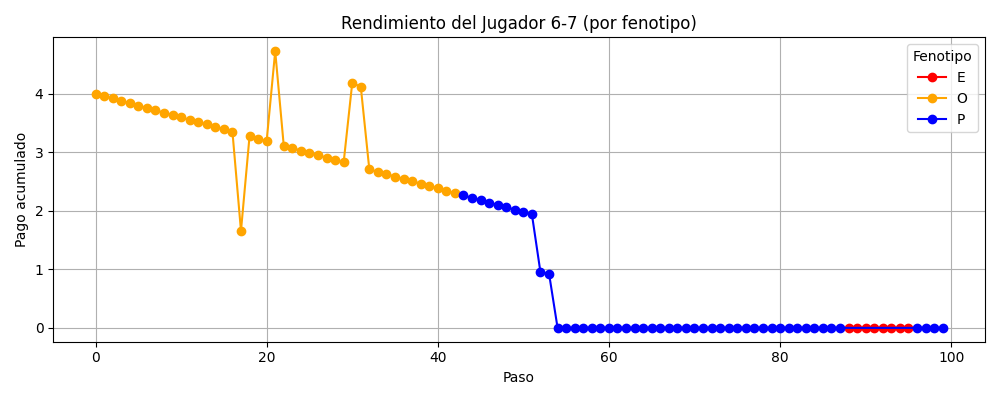 Rendimiento del Jugador 6-7 (por fenotipo)
Fenotipo
E
O
P
Pago acumulado
4
3
2
1
0
0 20 40 60 80 100
Paso